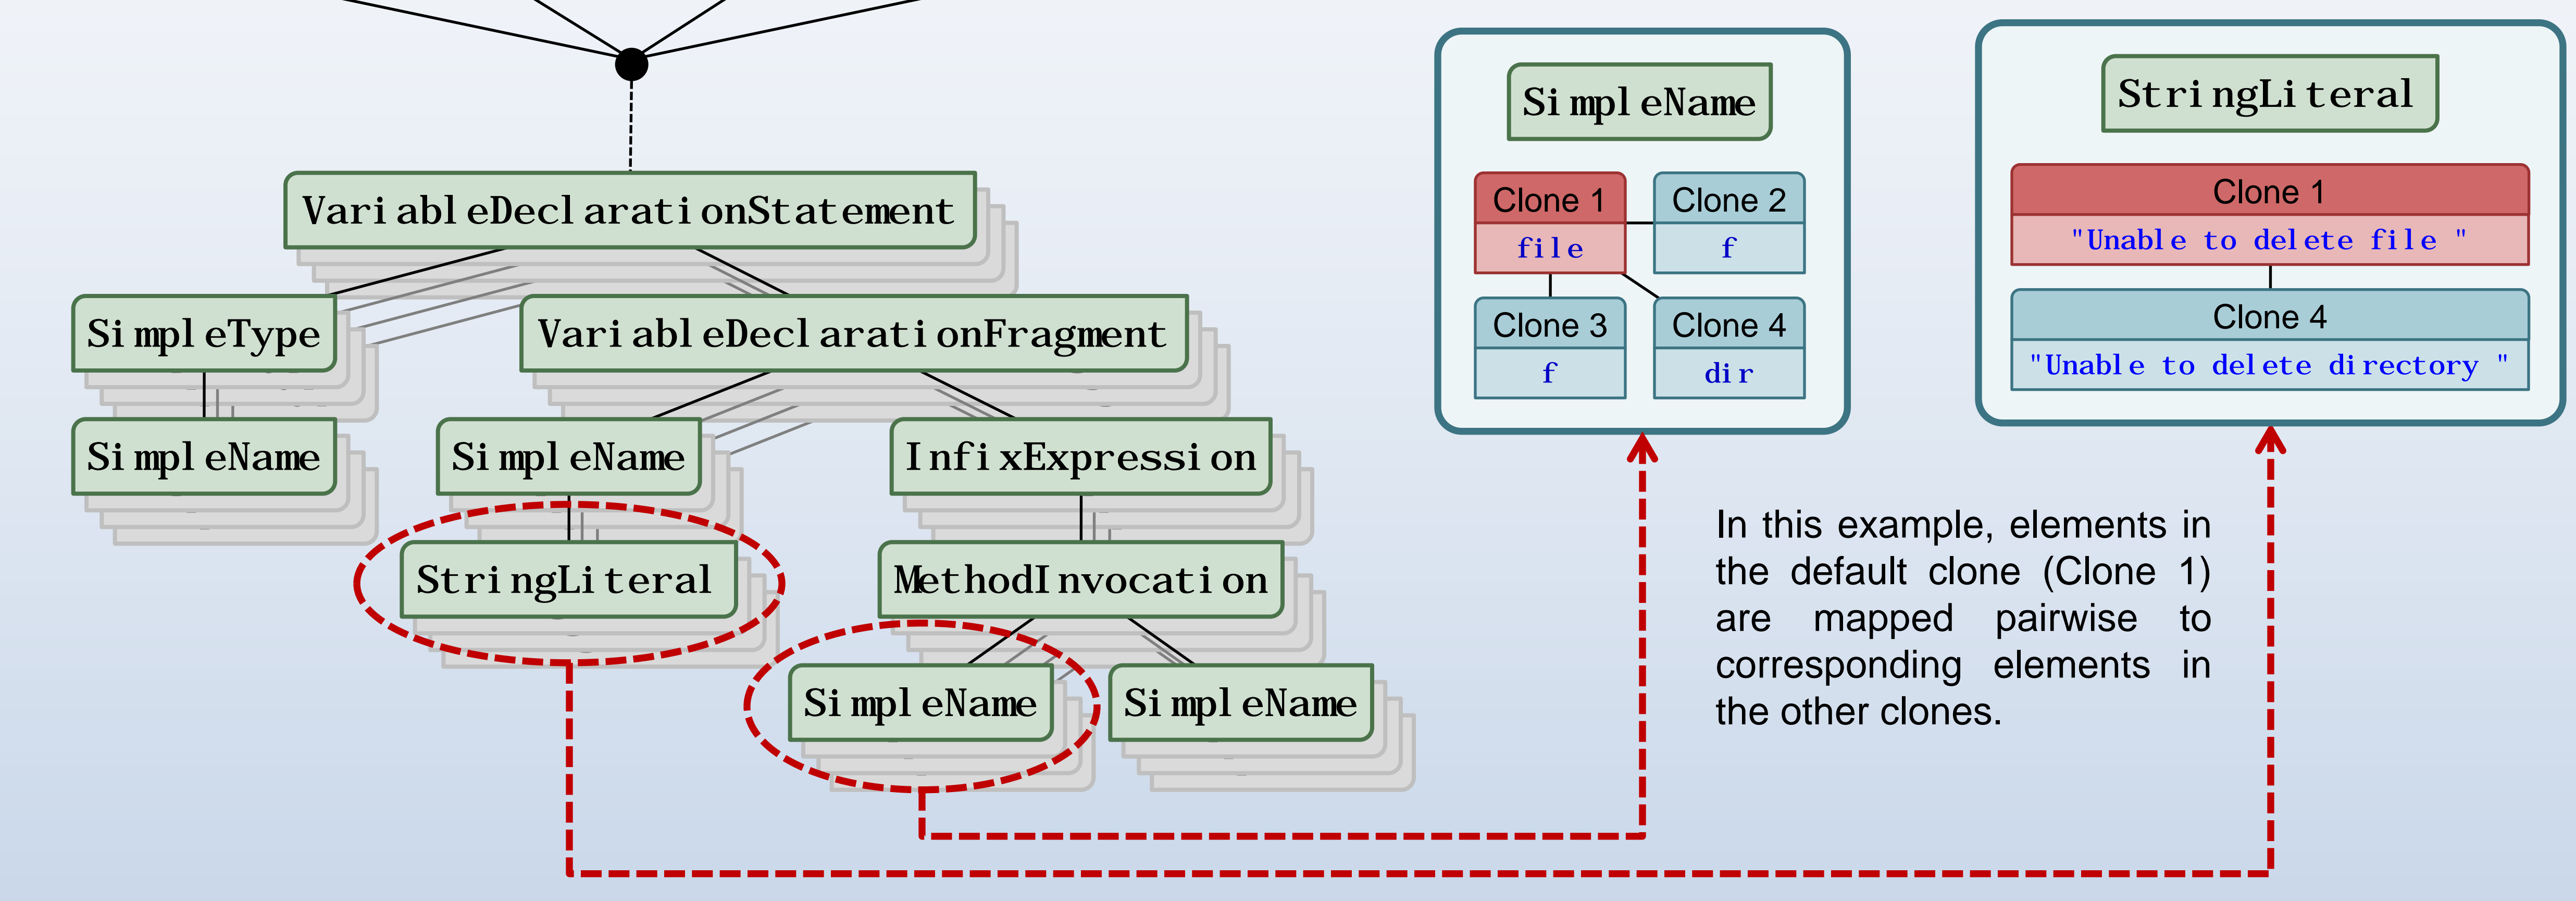 VariableDeclarationStatement
SimpleType
VariableDeclarationFragment
SimpleName
SimpleName
InfixExpression
StringLiteral
MethodInvocation
SimpleName
SimpleName
SimpleName
Clone 1
file
Clone 2
f
Clone 3
f
Clone 4
dir
StringLiteral
Clone 1
"Unable to delete file "
Clone 4
"Unable to delete directory "
In this example, elements in
the default clone (Clone 1)
are mapped pairwise to
corresponding elements in
the other clones.